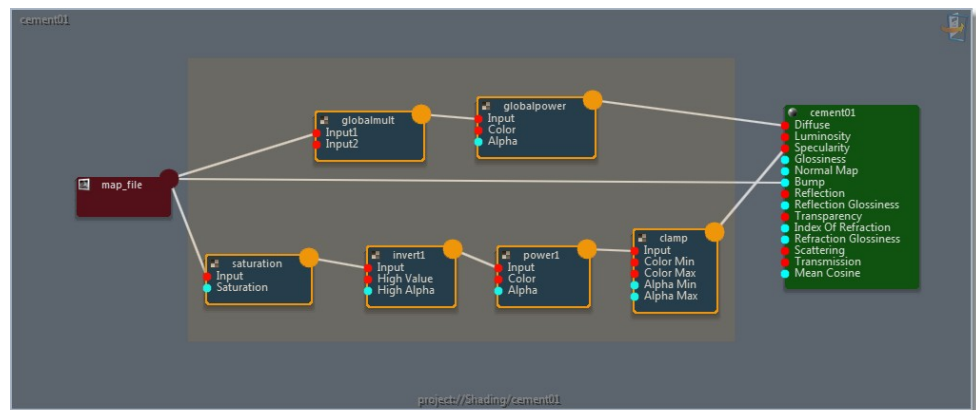 cement01
globalmult
Input1
Input2
globalpower
Input
Color
Alpha
cement01
Diffuse
Luminosity
Specularity
Glossiness
Normal Map
Bump
Reflection
Reflection Glossiness
Transparency
Index Of Refraction
Refraction Glossiness
Scattering
Transmission
Mean Cosine
map_file
saturation
Input
Saturation
invert1
Input
High Value
High Alpha
power1
Input
Color
Alpha
clamp
Input
Color Min
Color Max
Alpha Min
Alpha Max
project://Shading/cement01